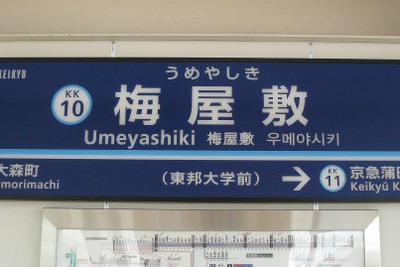 KEIKYU
うめやしき
KK
10
梅屋敷
Umeyashiki 梅屋敷 우메야시키
大森町
(東邦大学前)
KK
11
京急蒲田
Keikyū K